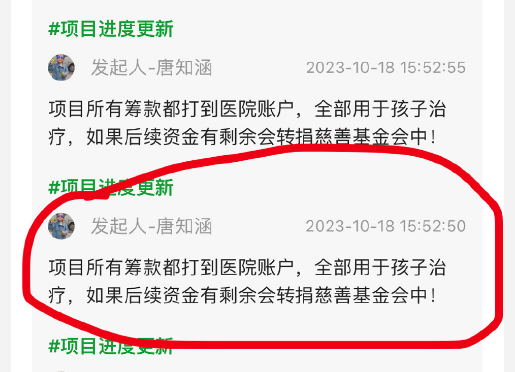 #项目进度更新
发起人-唐知涵 2023-10-18 15:52:55
项目所有筹款都打到医院账户，全部用于孩子治
疗，如果后续资金有剩余会转捐慈善基金会中！
#项目进度更新
发起人-唐知涵 2023-10-18 15:52:50
项目所有筹款都打到医院账户，全部用于孩子治
疗，如果后续资金有剩余会转捐慈善基金会中！
#项目进度更新